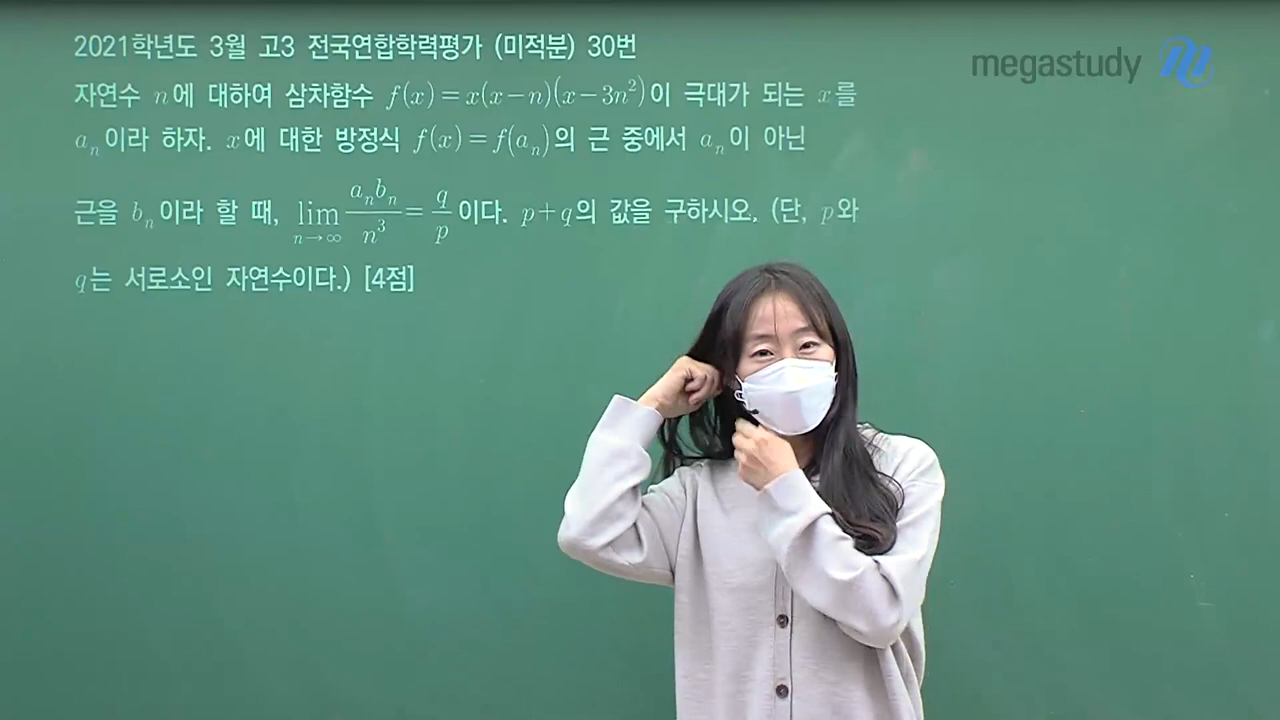 2021학년도 3월 고3 전국연합학력평가 (미적분) 30번
megastudy
자연수 n에 대하여 삼차함수 f(x)=x(x-n)(x-3n²)이 극대가 되는 x를
aₙ이라 하자. x에 대한 방정식 f(x)=f(aₙ)의 근 중에서 aₙ이 아닌
근을 bₙ이라 할 때, lim_{n→∞} aₙbₙ/n³ = q/p 이다. p+q의 값을 구하시오. (단, p와
q는 서로소인 자연수이다.) [4점]